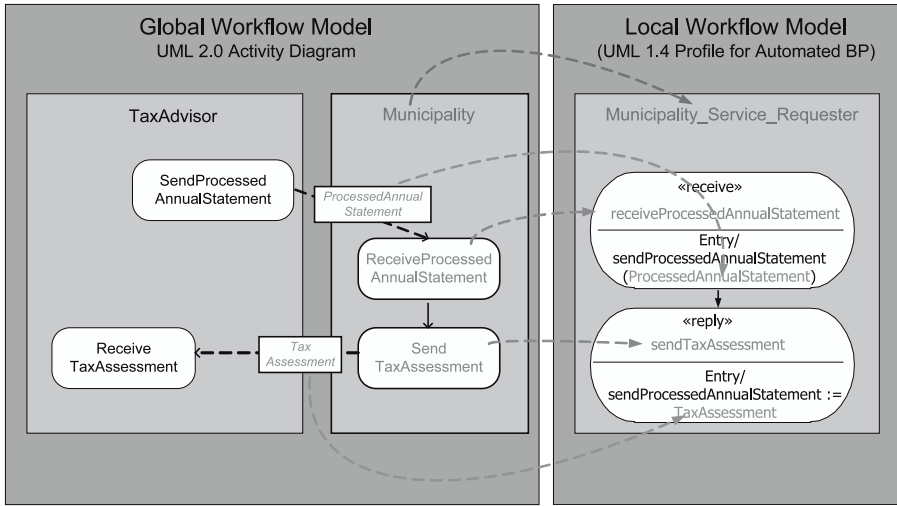 Global Workflow Model
UML 2.0 Activity Diagram
TaxAdvisor
Municipality
SendProcessed
AnnualStatement
ProcessedAnnual
Statement
ReceiveProcessed
AnnualStatement
Receive
TaxAssessment
Tax
Assessment
Send
TaxAssessment
Local Workflow Model
(UML 1.4 Profile for Automated BP)
Municipality_Service_Requester
«receive»
receiveProcessedAnnualStatement
Entry/
sendProcessedAnnualStatement
(ProcessedAnnualStatement)
«reply»
sendTaxAssessment
Entry/
sendProcessedAnnualStatement :=
TaxAssessment